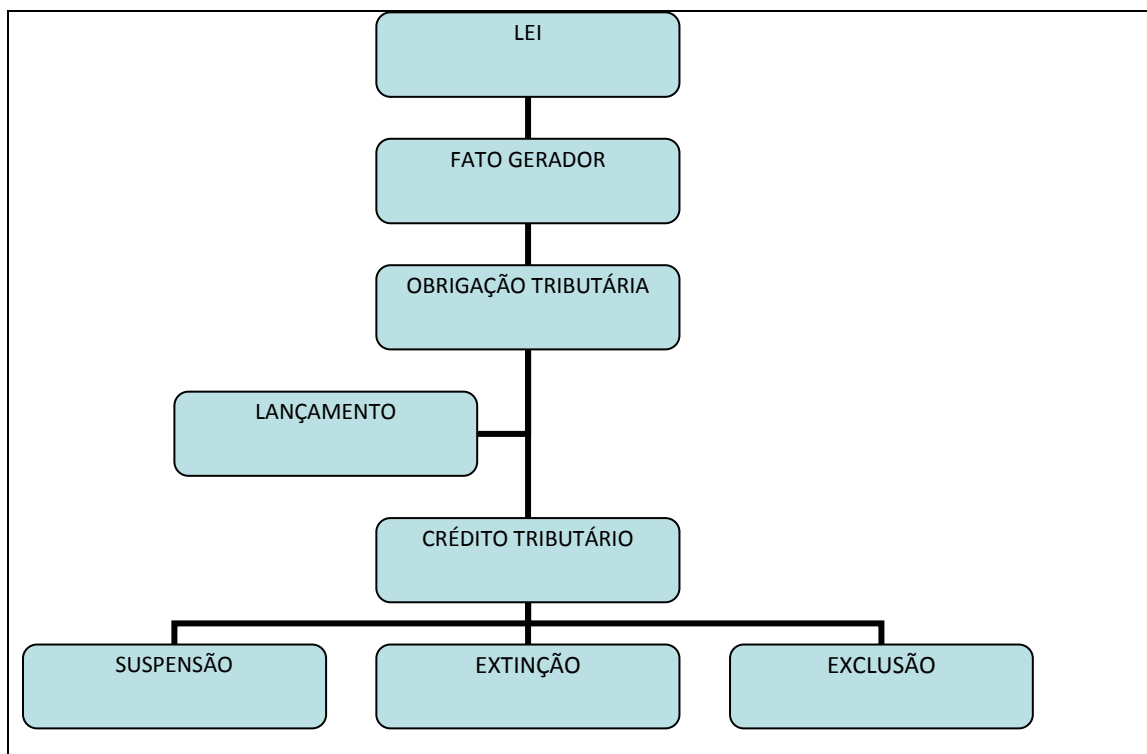 LEI
FATO GERADOR
OBRIGAÇÃO TRIBUTÁRIA
LANÇAMENTO
CRÉDITO TRIBUTÁRIO
SUSPENSÃO
EXTINÇÃO
EXCLUSÃO